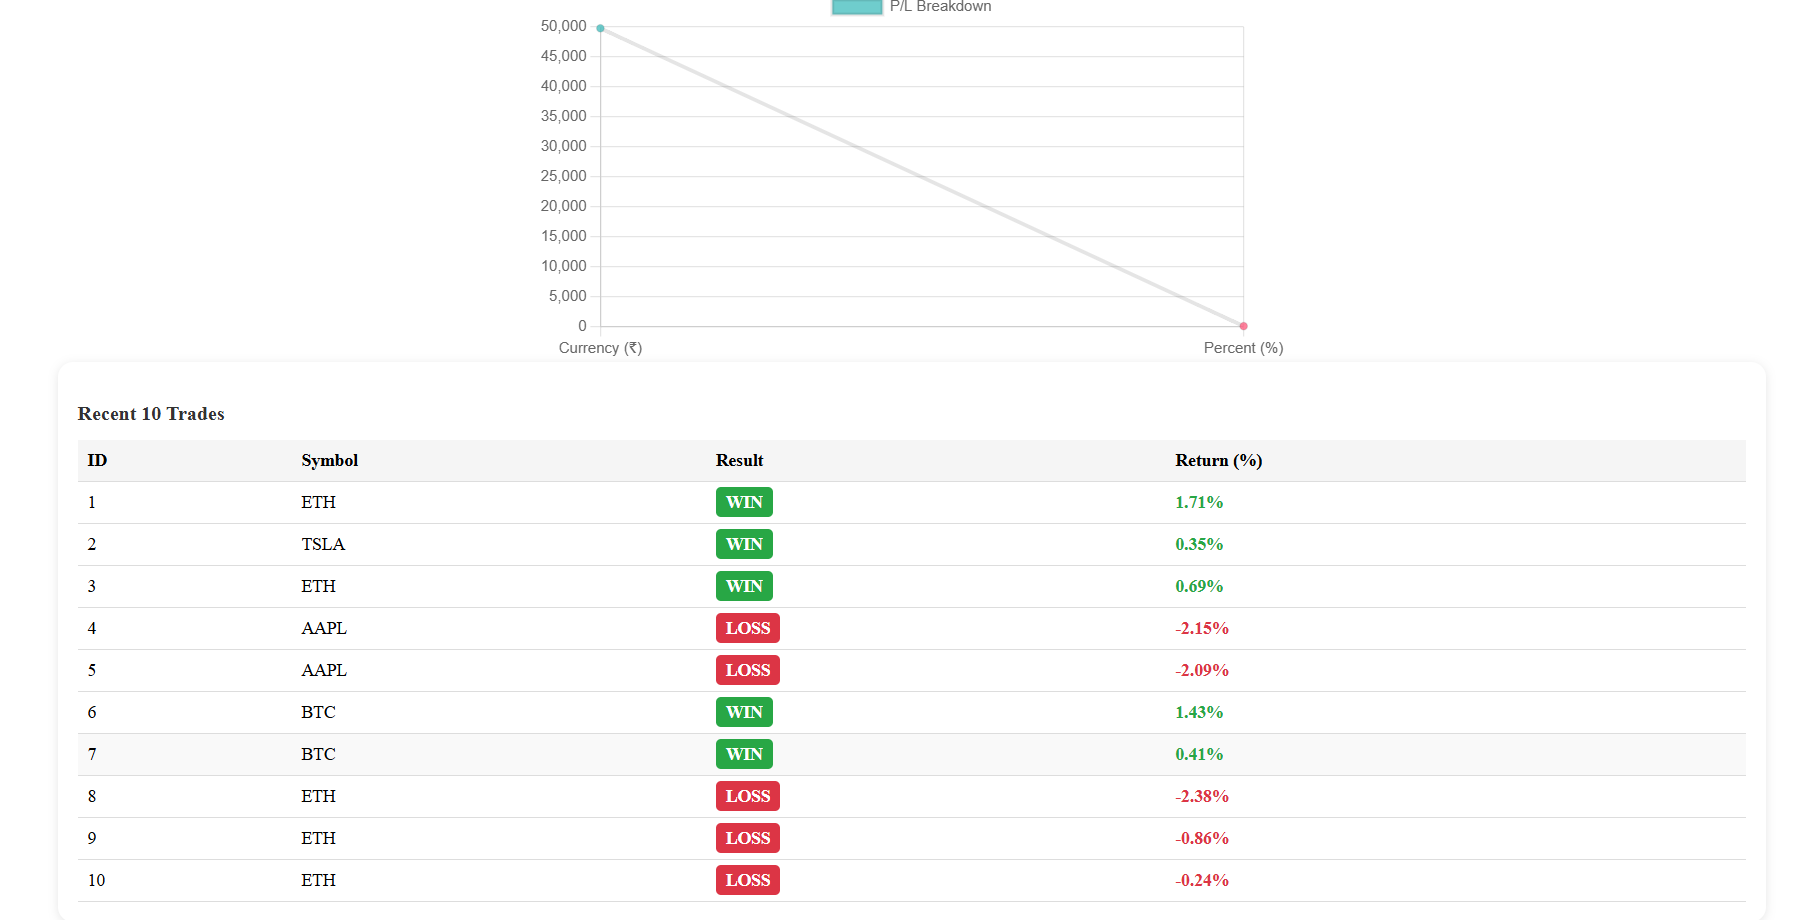 P/L Breakdown
50,000
45,000
40,000
35,000
30,000
25,000
20,000
15,000
10,000
5,000
0
Currency (₹) Percent (%)
Recent 10 Trades
ID Symbol Result Return (%)
1 ETH WIN 1.71%
2 TSLA WIN 0.35%
3 ETH WIN 0.69%
4 AAPL LOSS -2.15%
5 AAPL LOSS -2.09%
6 BTC WIN 1.43%
7 BTC WIN 0.41%
8 ETH LOSS -2.38%
9 ETH LOSS -0.86%
10 ETH LOSS -0.24%